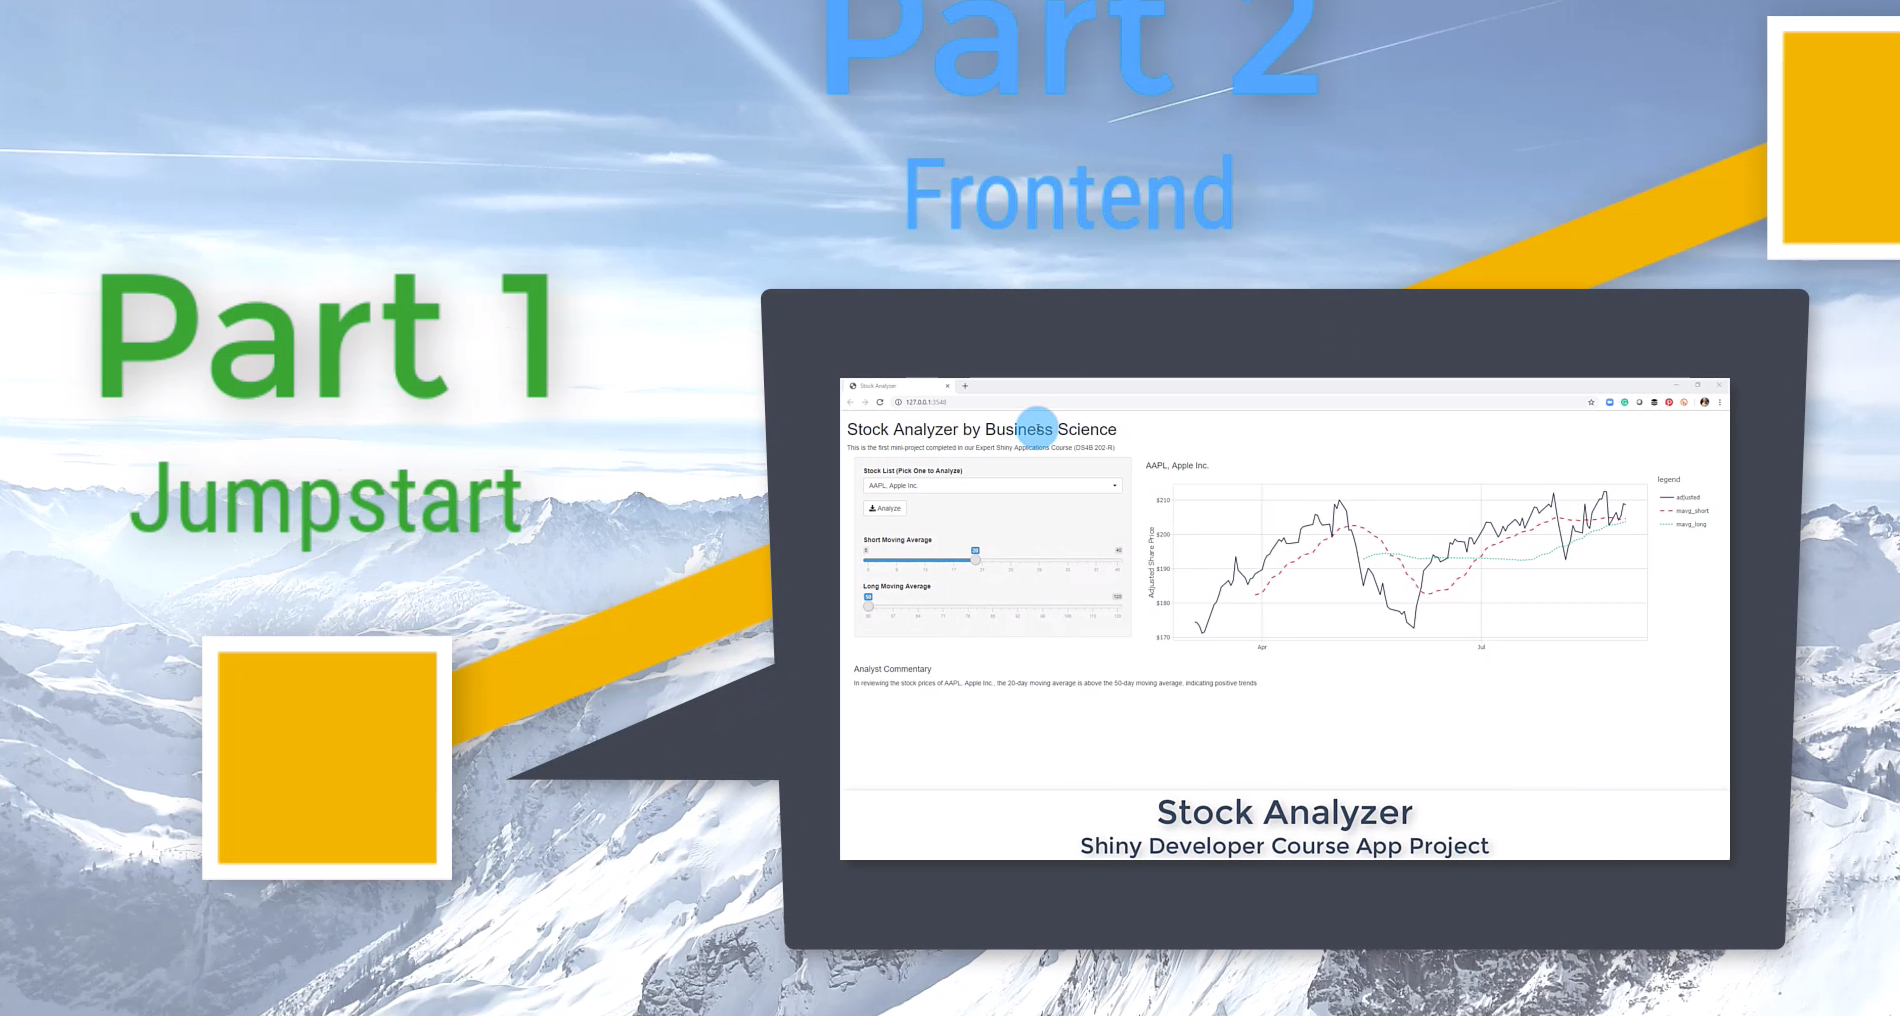 Part 2
Frontend
Part 1
Jumpstart
Stock Analyzer
127.0.0.1:3548
Stock Analyzer by Business Science
This is the first mini-project completed in our Expert Shiny Applications Course (DS4B 202-R)
Stock List (Pick One to Analyze)
AAPL, Apple Inc.
Analyze
Short Moving Average
5
20
40
Long Moving Average
50
120
AAPL, Apple Inc.
legend
adjusted
mavg_short
mavg_long
Adjusted Share Price
$210
$200
$190
$180
$170
Apr
Jul
Analyst Commentary
In reviewing the stock prices of AAPL, Apple Inc., the 20-day moving average is above the 50-day moving average, indicating positive trends
Stock Analyzer
Shiny Developer Course App Project